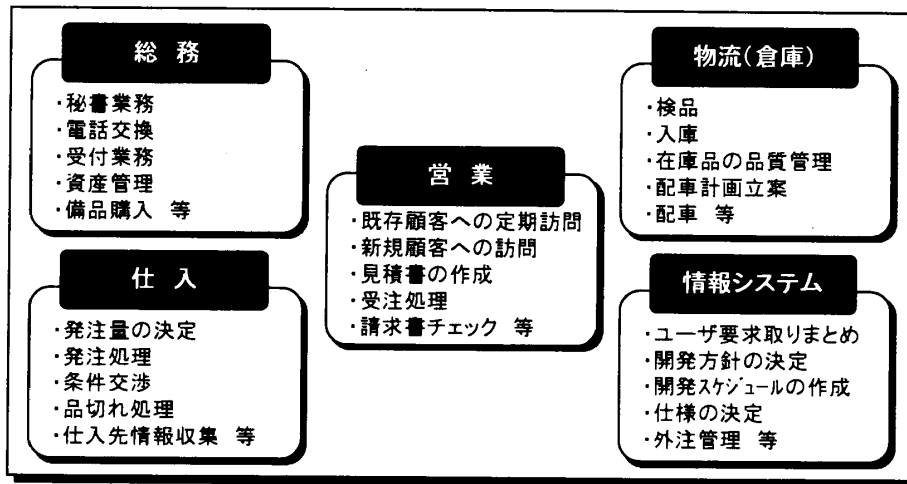 総務
・秘書業務
・電話交換
・受付業務
・資産管理
・備品購入 等
仕入
・発注量の決定
・発注処理
・条件交渉
・品切れ処理
・仕入先情報収集 等
営業
・既存顧客への定期訪問
・新規顧客への訪問
・見積書の作成
・受注処理
・請求書チェック 等
物流(倉庫)
・検品
・入庫
・在庫品の品質管理
・配車計画立案
・配車 等
情報システム
・ユーザ要求取りまとめ
・開発方針の決定
・開発ｽｹｼﾞｭｰﾙの作成
・仕様の決定
・外注管理 等